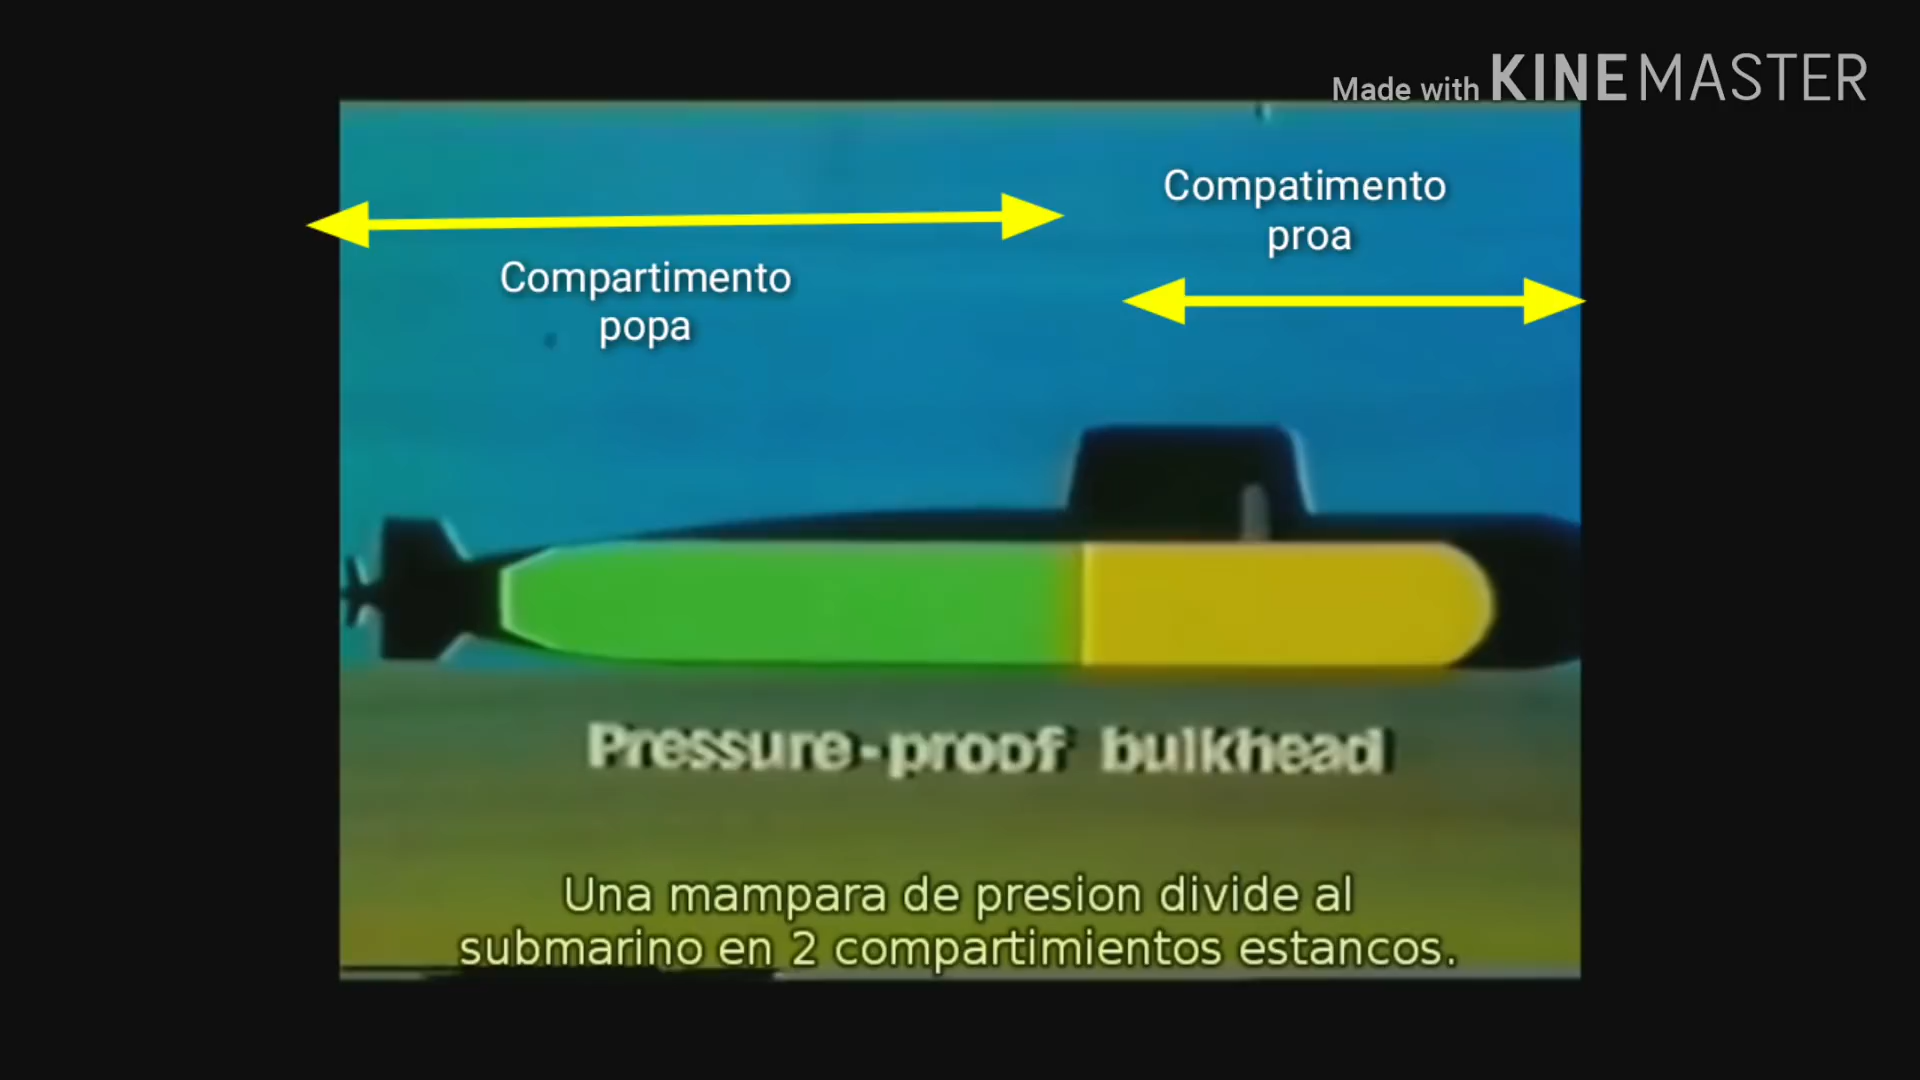 Made with KINEMASTER
Compatimento
proa
Compartimento
popa
Pressure-proof bulkhead
Una mampara de presion divide al
submarino en 2 compartimientos estancos.